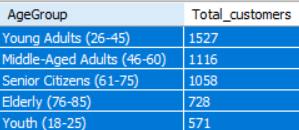 AgeGroup Total_customers
Young Adults (26-45) 1527
Middle-Aged Adults (46-60) 1116
Senior Citizens (61-75) 1058
Elderly (76-85) 728
Youth (18-25) 571